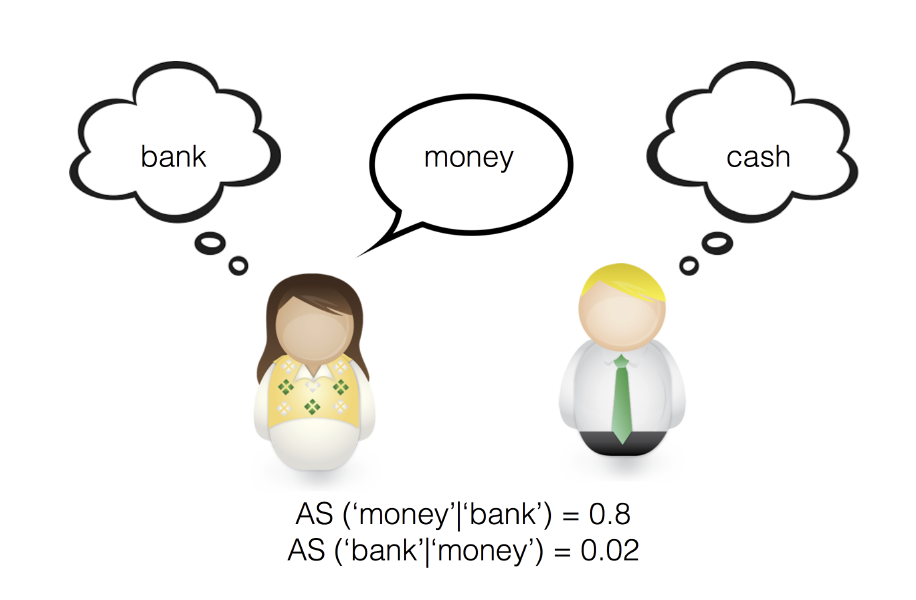 bank
money
cash
AS (‘money’|‘bank’) = 0.8
AS (‘bank’|‘money’) = 0.02